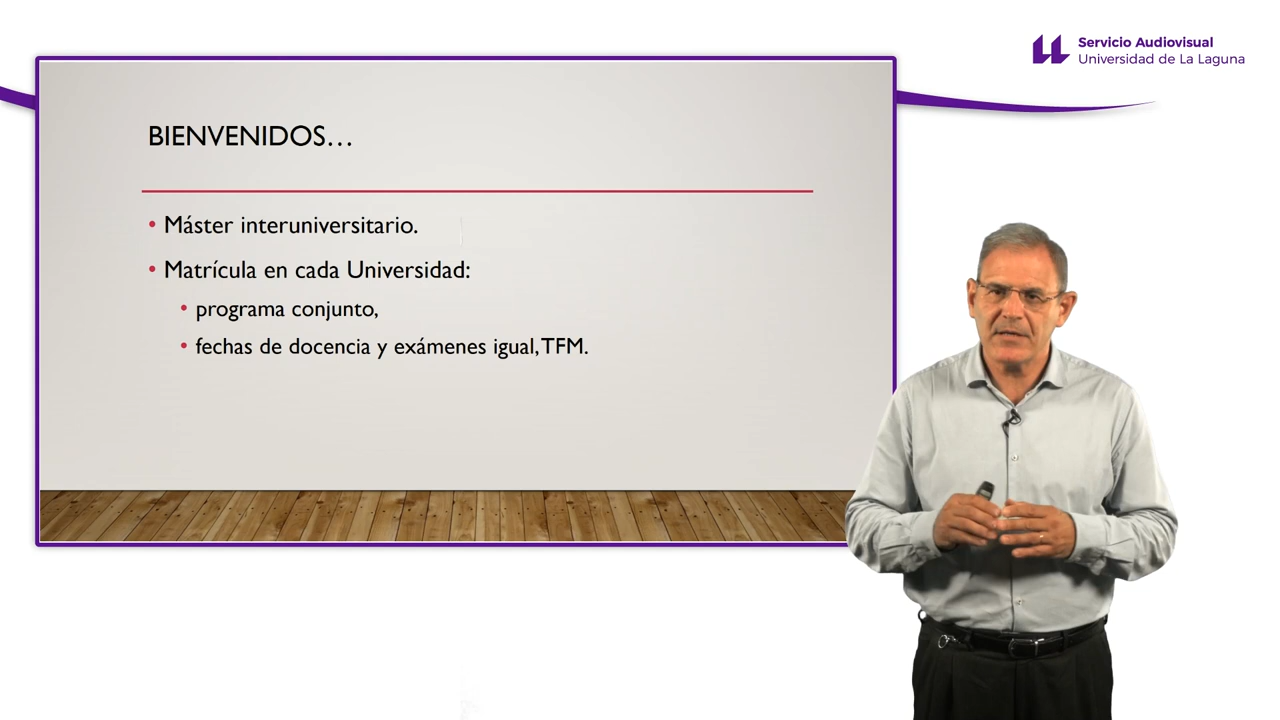 Servicio Audiovisual
Universidad de La Laguna
BIENVENIDOS...
• Máster interuniversitario.
• Matrícula en cada Universidad:
• programa conjunto,
• fechas de docencia y exámenes igual, TFM.